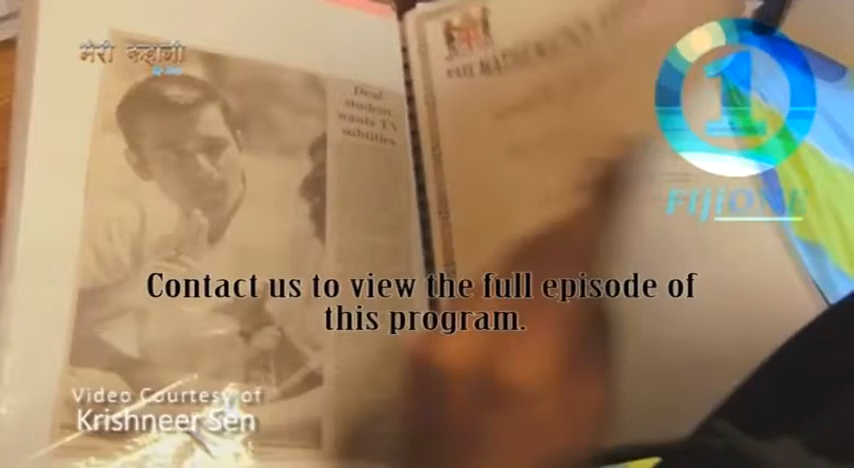 मेरी कहानी
1
FijiONE
Deaf
student
wants TV
subtitles
Contact us to view the full episode of
this program.
Video Courtesy of
Krishneer Sen